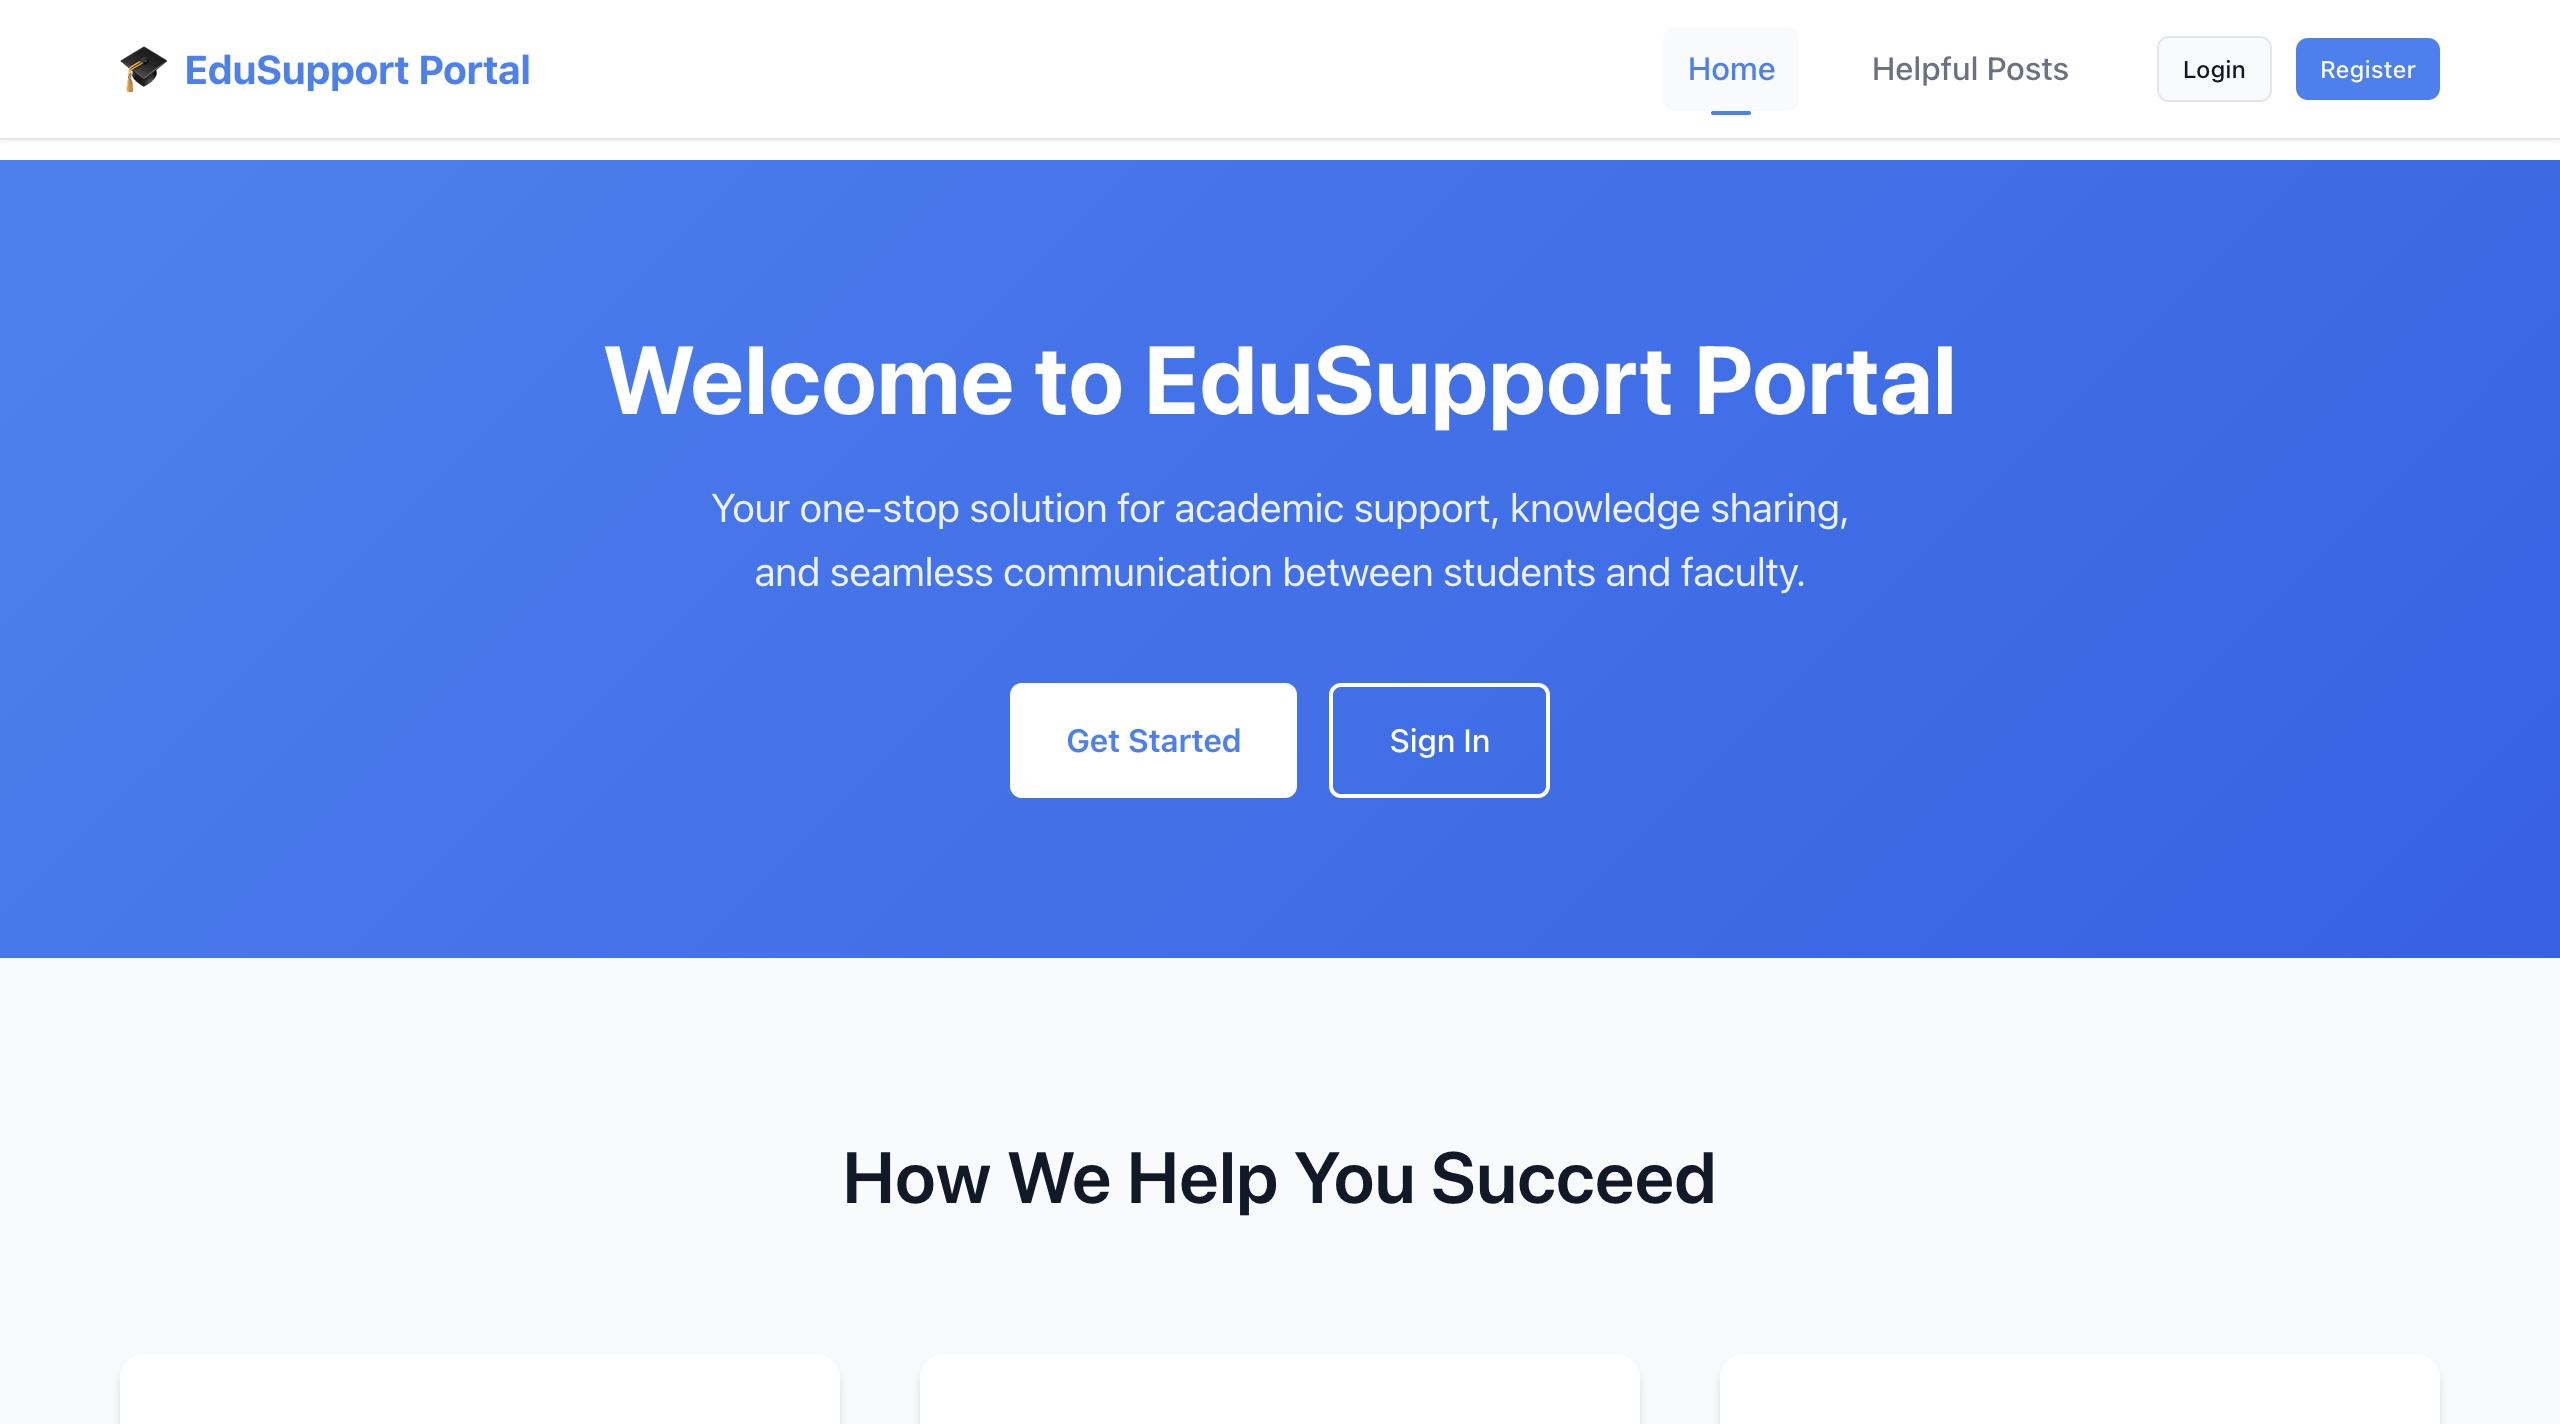 EduSupport Portal
Home
Helpful Posts
Login
Register
Welcome to EduSupport Portal
Your one-stop solution for academic support, knowledge sharing,
and seamless communication between students and faculty.
Get Started
Sign In
How We Help You Succeed